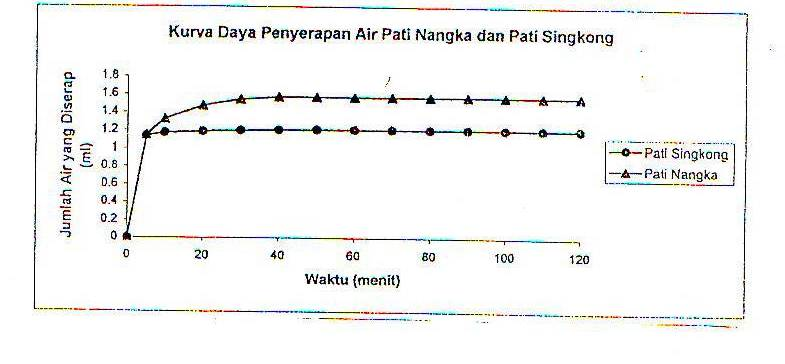 Kurva Daya Penyerapan Air Pati Nangka dan Pati Singkong
Jumlah Air yang Diserap
(ml)
1.8
1.6
1.4
1.2
1
0.8
0.6
0.4
0.2
0
0
20
40
60
80
100
120
Waktu (menit)
Pati Singkong
Pati Nangka